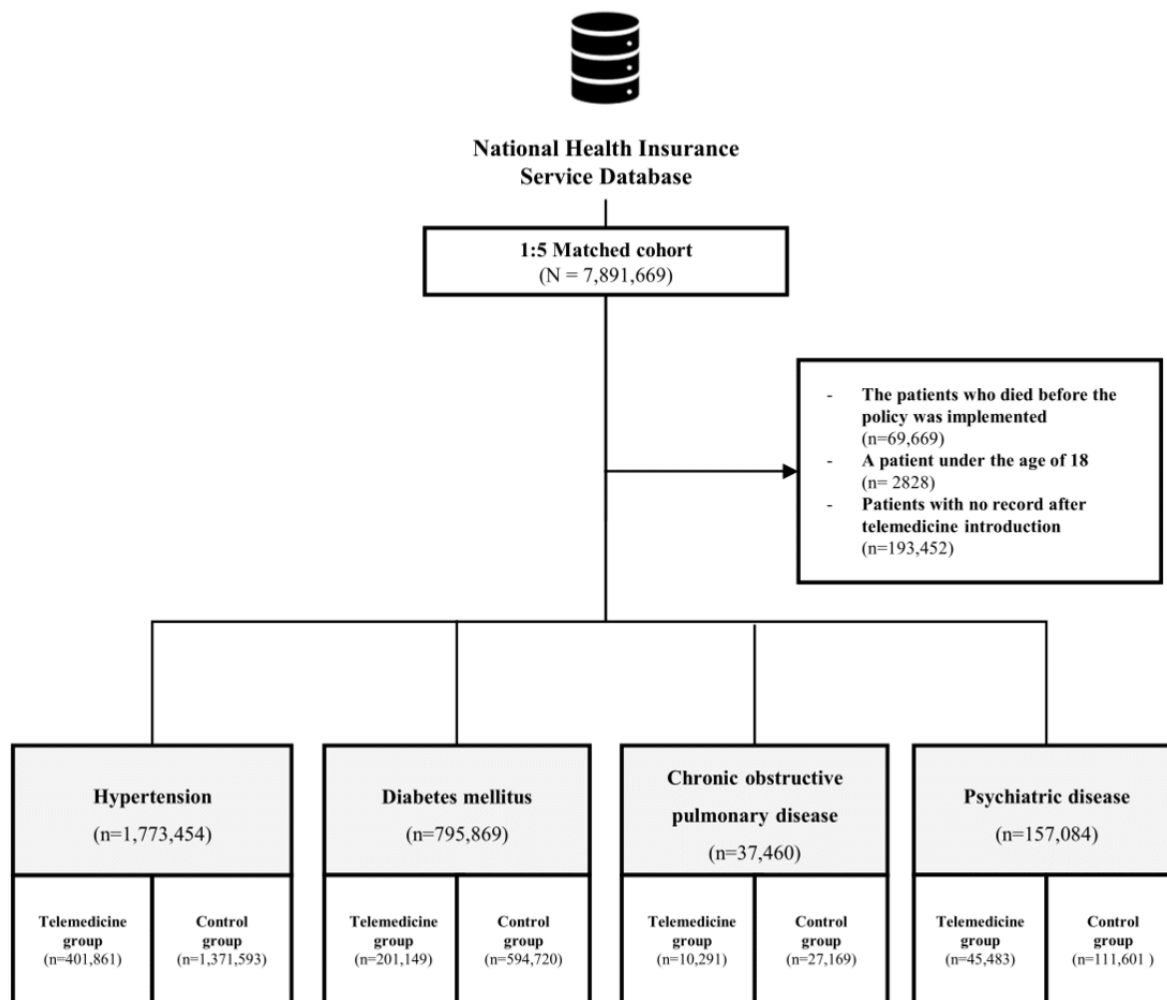 National Health Insurance
Service Database
1:5 Matched cohort
(N = 7,891,669)
- The patients who died before the
policy was implemented
(n=69,669)
- A patient under the age of 18
(n= 2828)
- Patients with no record after
telemedicine introduction
(n=193,452)
Hypertension
(n=1,773,454)
Telemedicine
group
(n=401,861)
Control
group
(n=1,371,593)
Diabetes mellitus
(n=795,869)
Telemedicine
group
(n=201,149)
Control
group
(n=594,720)
Chronic obstructive
pulmonary disease
(n=37,460)
Telemedicine
group
(n=10,291)
Control
group
(n=27,169)
Psychiatric disease
(n=157,084)
Telemedicine
group
(n=45,483)
Control
group
(n=111,601 )